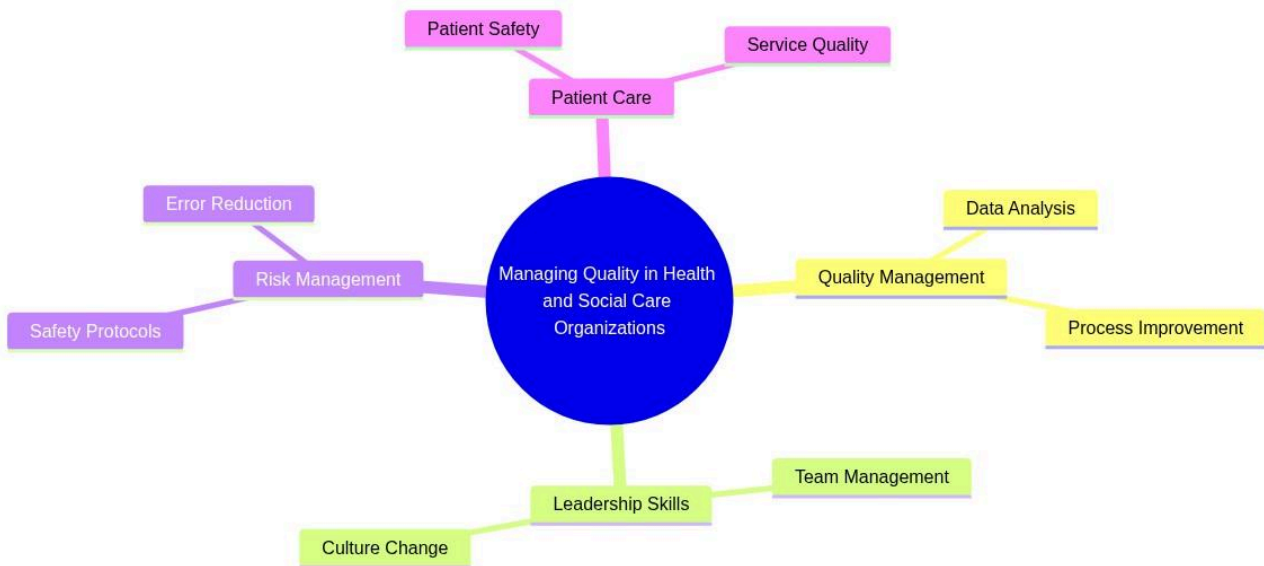 Patient Safety
Service Quality
Patient Care
Error Reduction
Data Analysis
Risk Management
Managing Quality in Health
and Social Care
Organizations
Quality Management
Safety Protocols
Process Improvement
Team Management
Leadership Skills
Culture Change